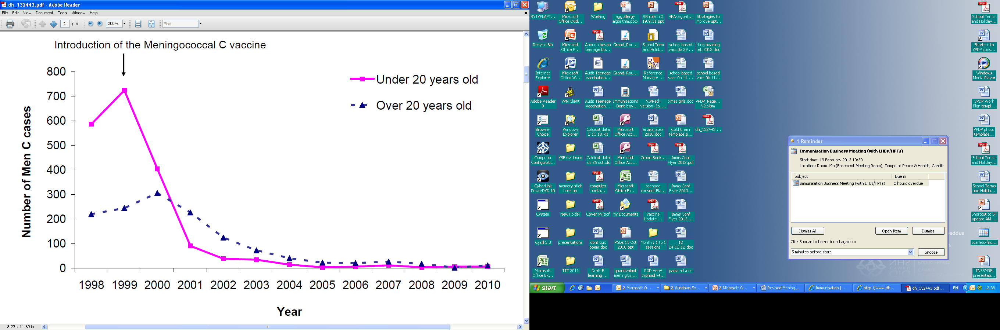 dh_132443.pdf - Adobe Reader
File Edit View Document Tools Window Help
1 / 5 200% Find
Introduction of the Meningococcal C vaccine
800
700
600
500
400
300
200
100
0
Number of Men C cases
Under 20 years old
Over 20 years old
1998 1999 2000 2001 2002 2003 2004 2005 2006 2007 2008 2009 2010
Year
8.27 x 11.69 in
RYTVPLAPT...
Microsoft Office Outl...
Working
egg allergy algorithm.pptx
RR role in 2 19.9.11.ppt
HPA-algorit...
Strategies to improve upt...
School Terms and Holiday...
Recycle Bin
Microsoft Office P...
Aneurin bevan teenage bo...
Grand_Rou...
School Term and Holid...
school based vacc 0a 29 ...
filing heading feb 2013.doc
Shortcut to VPDP cons...
Internet Explorer
Microsoft Office W...
Audit Teenage vaccination...
Grand_Rou...
Reference Manager ...
school based vacc 0b 11....
school based vacc 0b 11...
Windows Media Player
Adobe Reader 9
VPN Client
Audit Teenage vaccination...
Immunisations - Dont leav...
VIPPack version_3a_...
xmas girls.doc
VPDP_Page... V2.xlsm
VPDP Work Plan templ...
Browser Choice
Windows Explorer
Caldicot data 2.11.10.xls
Microsoft Office Acc...
enzira latex 2010.doc
Cold Chain template.p...
dh_132443....
VPDP photo template...
Computer Configurati...
KSF evidence
Caldicot data xls 26 oct.xls
Microsoft Office Acc...
Green-Book...
Imms Conf Flyer 2012.pdf
School Terms and Holiday...
CyberLink PowerDVD 10
memory stick back up
computer packa...
Microsoft Office Ex...
teenage consent Bla...
Imms Conf Flyer 2013...
School Terms and Holida...
Cysgeir
New Folder
Cover 99.pdf
My Documents
Vaccine Update ...
Imms Conf Flyer 2013 ...
Shortcut to SF update AM ...
Cysill 3.0
presentations
dont quit poem.doc
PGDs 11 Oct 2010.ppt
Monthly 1 to 1 sessions
1D 24.12.12.doc
scarlets-firs...
Microsoft Office Ex...
TTT 2011
Draft E learning ...
quadrivalent meningitis ...
PGD HepA typhoid v4...
paula ref.doc
TNSBMRB presentati...
1 Reminder
Immunisation Business Meeting (with LHBs/HPTs)
Start time: 19 February 2013 10:30
Location: Room 19a (Basement Meeting Room), Tempe of Peace & Health, Cardiff
Subject Due in
Immunisation Business Meeting (with LHBs/HPTs) 2 hours overdue
Dismiss All Open Item Dismiss
Click Snooze to be reminded again in:
5 minutes before start Snooze
start 2 Microsoft O... 2 Windows Ex... 2 Microsoft O... Revised Mening... Immunisation | ... http://www.dh... dh_132443.pdf... EN 12:38